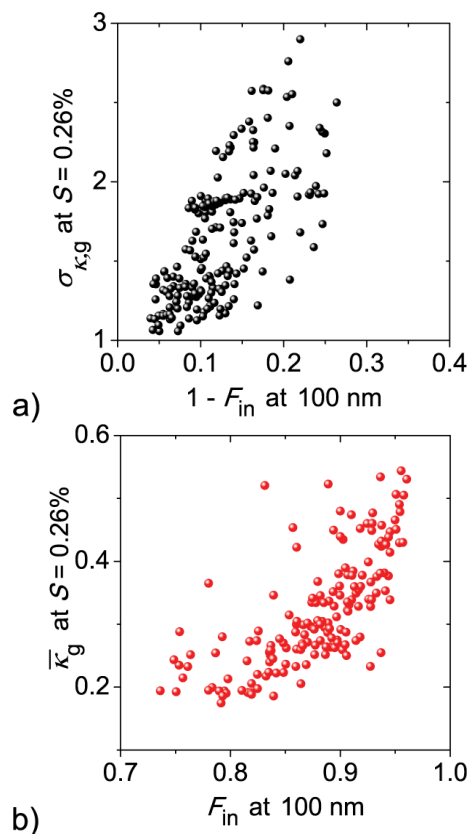 3
2
1
σκ,g at S = 0.26%
0.0 0.1 0.2 0.3 0.4
1 - Fin at 100 nm
a)
0.6
0.4
0.2
κ̅g at S = 0.26%
0.7 0.8 0.9 1.0
Fin at 100 nm
b)